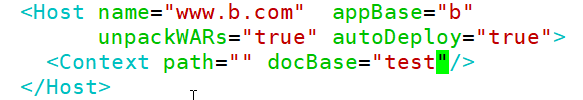 <Host name="www.b.com"  appBase="b"
unpackWARs="true" autoDeploy="true">
<Context path="" docBase="test"/>
</Host>